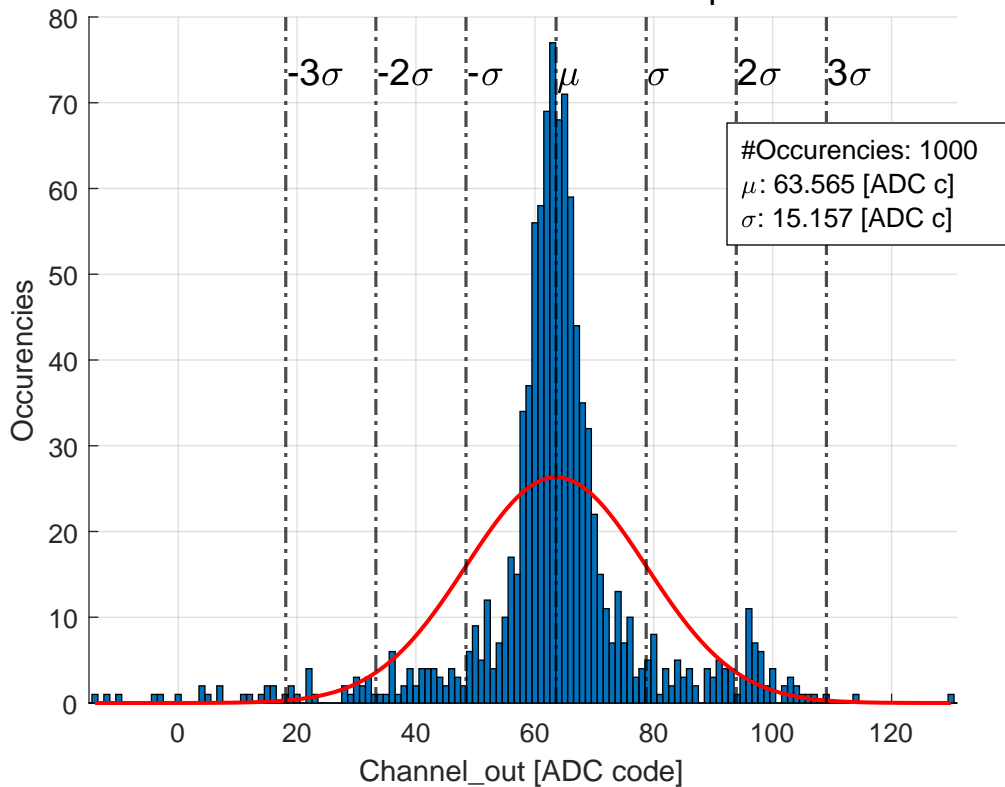 80
70
60
50
40
30
20
10
0
Occurencies
-3σ -2σ -σ μ σ 2σ 3σ
#Occurencies: 1000
μ: 63.565 [ADC c]
σ: 15.157 [ADC c]
0 20 40 60 80 100 120
Channel_out [ADC code]